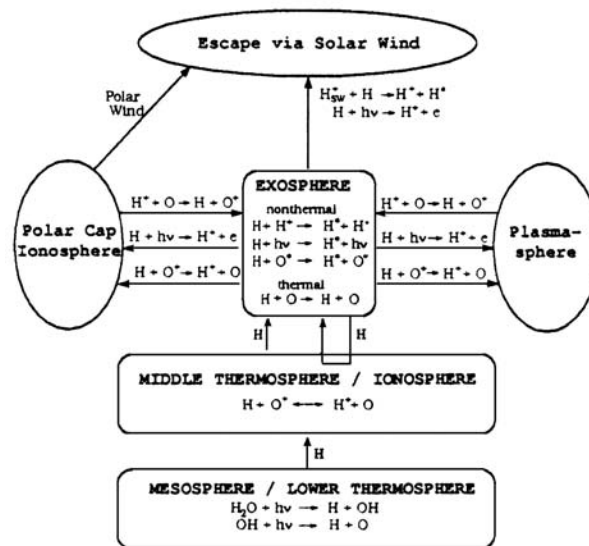 Escape via Solar Wind
Polar
Wind
H⁺sw + H → H* + H⁺
H + hν → H⁺ + e
Polar Cap
Ionosphere
H⁺ + O → H + O⁺
H + hν → H⁺ + e
H + O⁺ → H⁺ + O
EXOSPHERE
nonthermal
H + H⁺ → H* + H⁺
H + hν → H* + hν
H + O⁺ → H* + O⁺
thermal
H + O → H + O
H⁺ + O → H + O⁺
H + hν → H⁺ + e
H + O⁺ → H⁺ + O
Plasma-
sphere
H
H
MIDDLE THERMOSPHERE / IONOSPHERE
H + O⁺ ↔ H⁺ + O
H
MESOSPHERE / LOWER THERMOSPHERE
H₂O + hν → H + OH
OH + hν → H + O